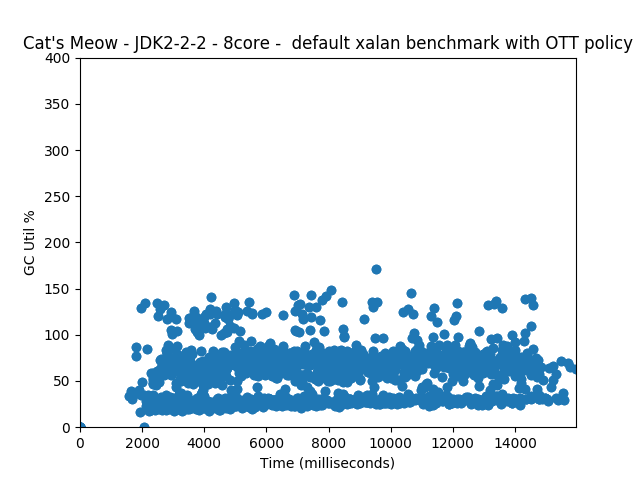 Cat's Meow - JDK2-2-2 - 8core -  default xalan benchmark with OTT policy
400
350
300
250
200
150
100
50
0
GC Util %
0 2000 4000 6000 8000 10000 12000 14000
Time (milliseconds)